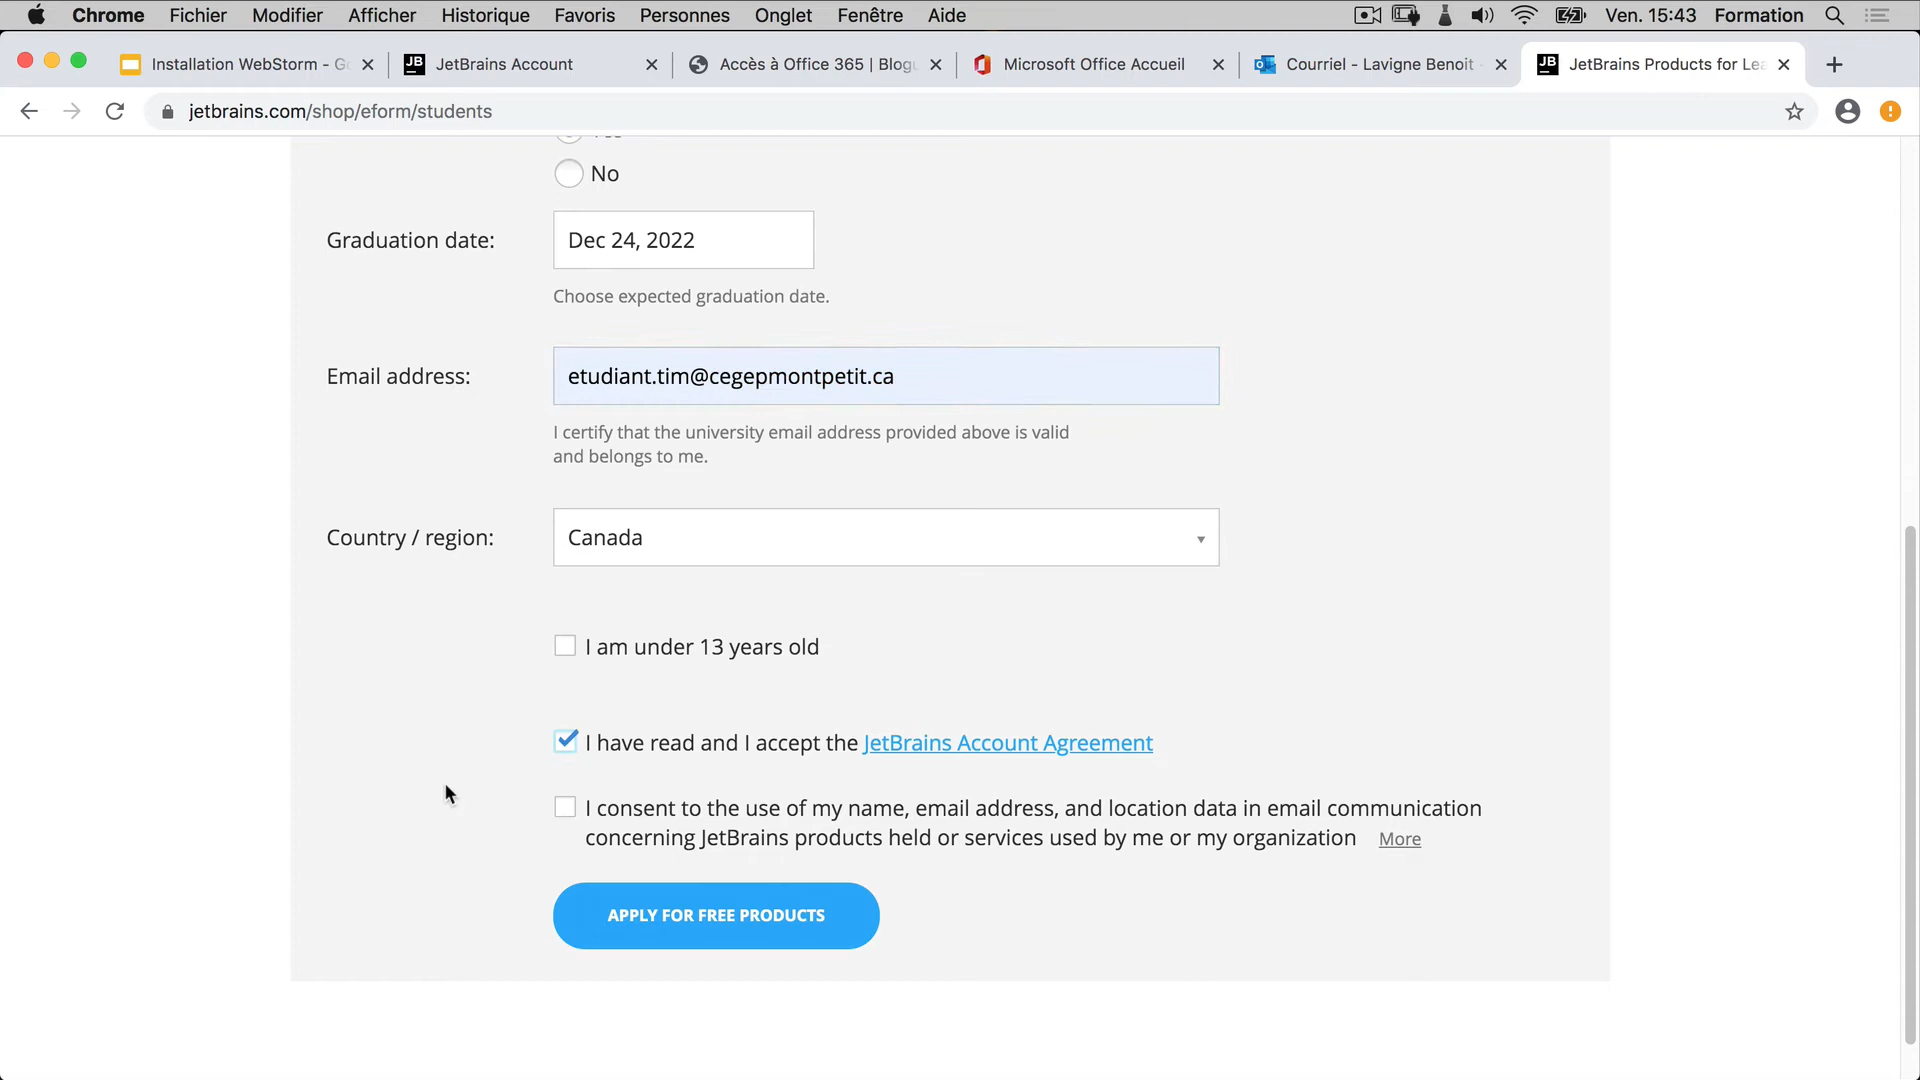 Chrome Fichier Modifier Afficher Historique Favoris Personnes Onglet Fenêtre Aide Ven. 15:43 Formation
Installation WebStorm - G
JB JetBrains Account
Accès à Office 365 | Blogu
Microsoft Office Accueil
Courriel - Lavigne Benoit
JB JetBrains Products for Lea
jetbrains.com/shop/eform/students
No
Graduation date:
Dec 24, 2022
Choose expected graduation date.
Email address:
etudiant.tim@cegepmontpetit.ca
I certify that the university email address provided above is valid
and belongs to me.
Country / region:
Canada
I am under 13 years old
I have read and I accept the JetBrains Account Agreement
I consent to the use of my name, email address, and location data in email communication
concerning JetBrains products held or services used by me or my organization More
APPLY FOR FREE PRODUCTS